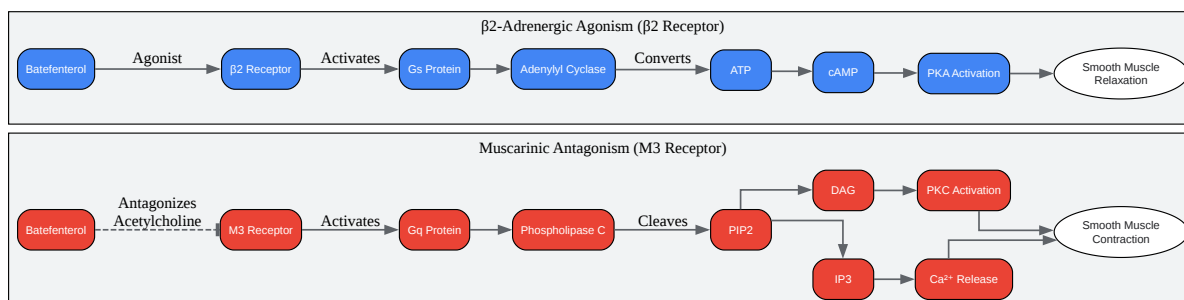 β2-Adrenergic Agonism (β2 Receptor)
Batefenterol
Agonist
β2 Receptor
Activates
Gs Protein
Adenylyl Cyclase
Converts
ATP
cAMP
PKA Activation
Smooth Muscle
Relaxation
Muscarinic Antagonism (M3 Receptor)
Batefenterol
Antagonizes
Acetylcholine
M3 Receptor
Activates
Gq Protein
Phospholipase C
Cleaves
PIP2
DAG
PKC Activation
IP3
Ca²⁺ Release
Smooth Muscle
Contraction